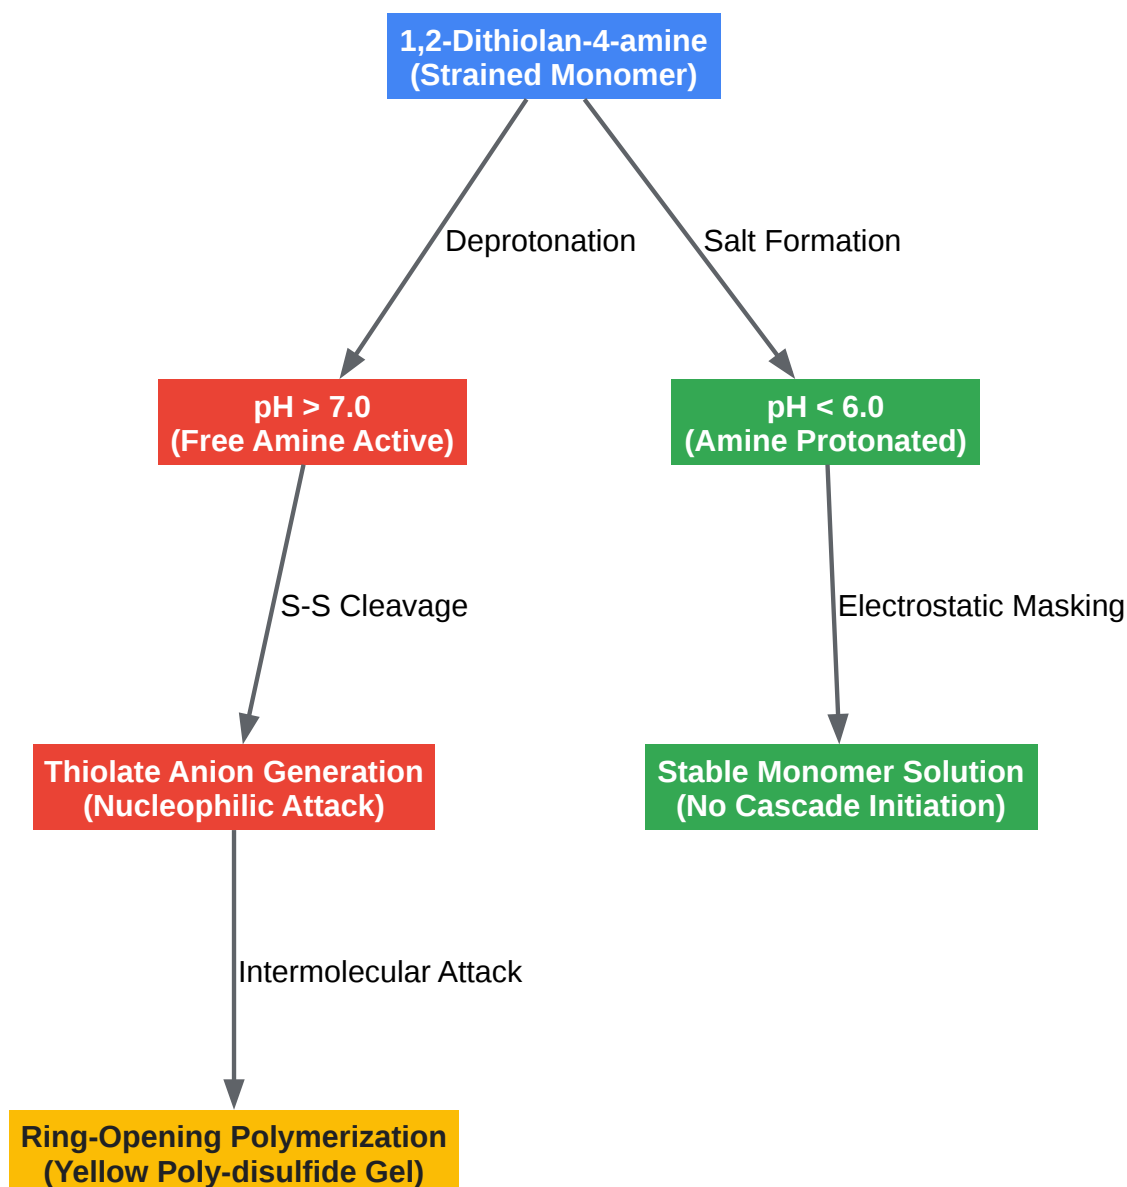 1,2-Dithiolan-4-amine
(Strained Monomer)
Deprotonation
Salt Formation
pH > 7.0
(Free Amine Active)
pH < 6.0
(Amine Protonated)
S-S Cleavage
Electrostatic Masking
Thiolate Anion Generation
(Nucleophilic Attack)
Stable Monomer Solution
(No Cascade Initiation)
Intermolecular Attack
Ring-Opening Polymerization
(Yellow Poly-disulfide Gel)